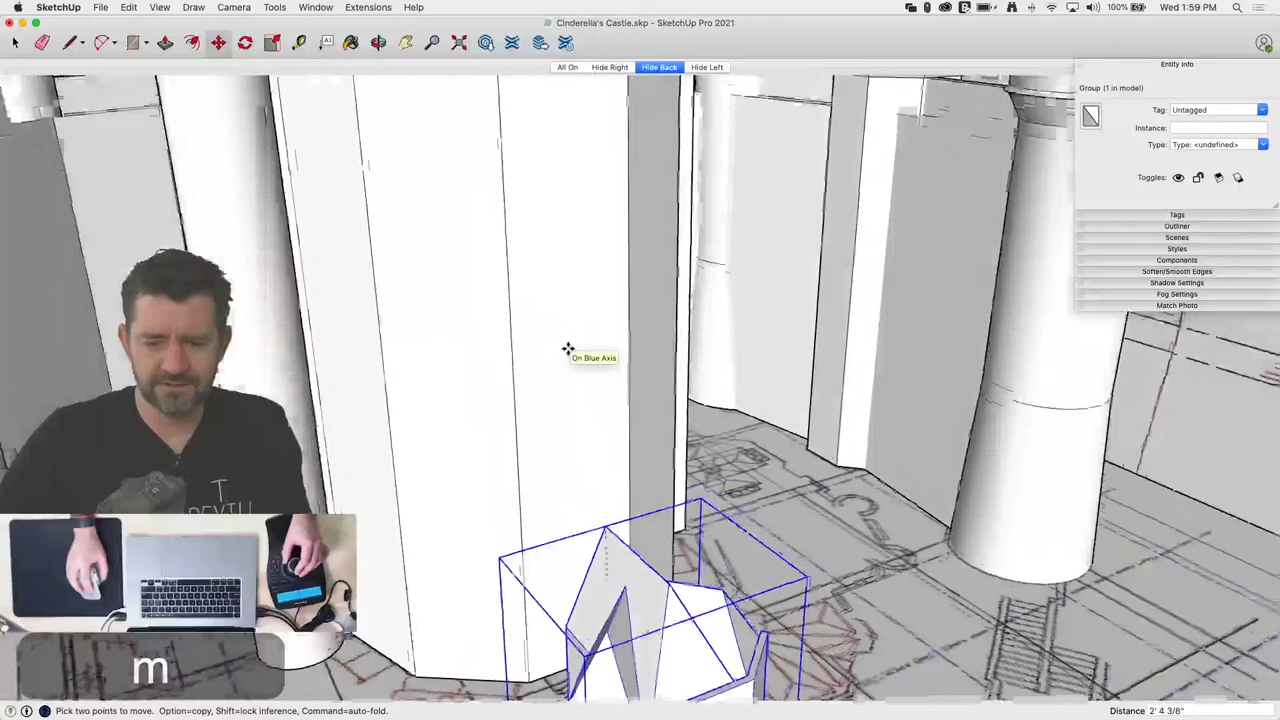 SketchUp File Edit View Draw Camera Tools Window Extensions Help
100% Wed 1:59 PM
Cinderella's Castle.skp - SketchUp Pro 2021
All On Hide Right Hide Back Hide Left
Entity Info
Group (1 in model)
Tag: Untagged
Instance:
Type: Type: <undefined>
Toggles:
Tags
Outliner
Scenes
Styles
Components
Soften/Smooth Edges
Shadow Settings
Fog Settings
Match Photo
On Blue Axis
T
m
Pick two points to move. Option=copy, Shift=lock inference, Command=auto-fold.
Distance 2' 4 3/8"